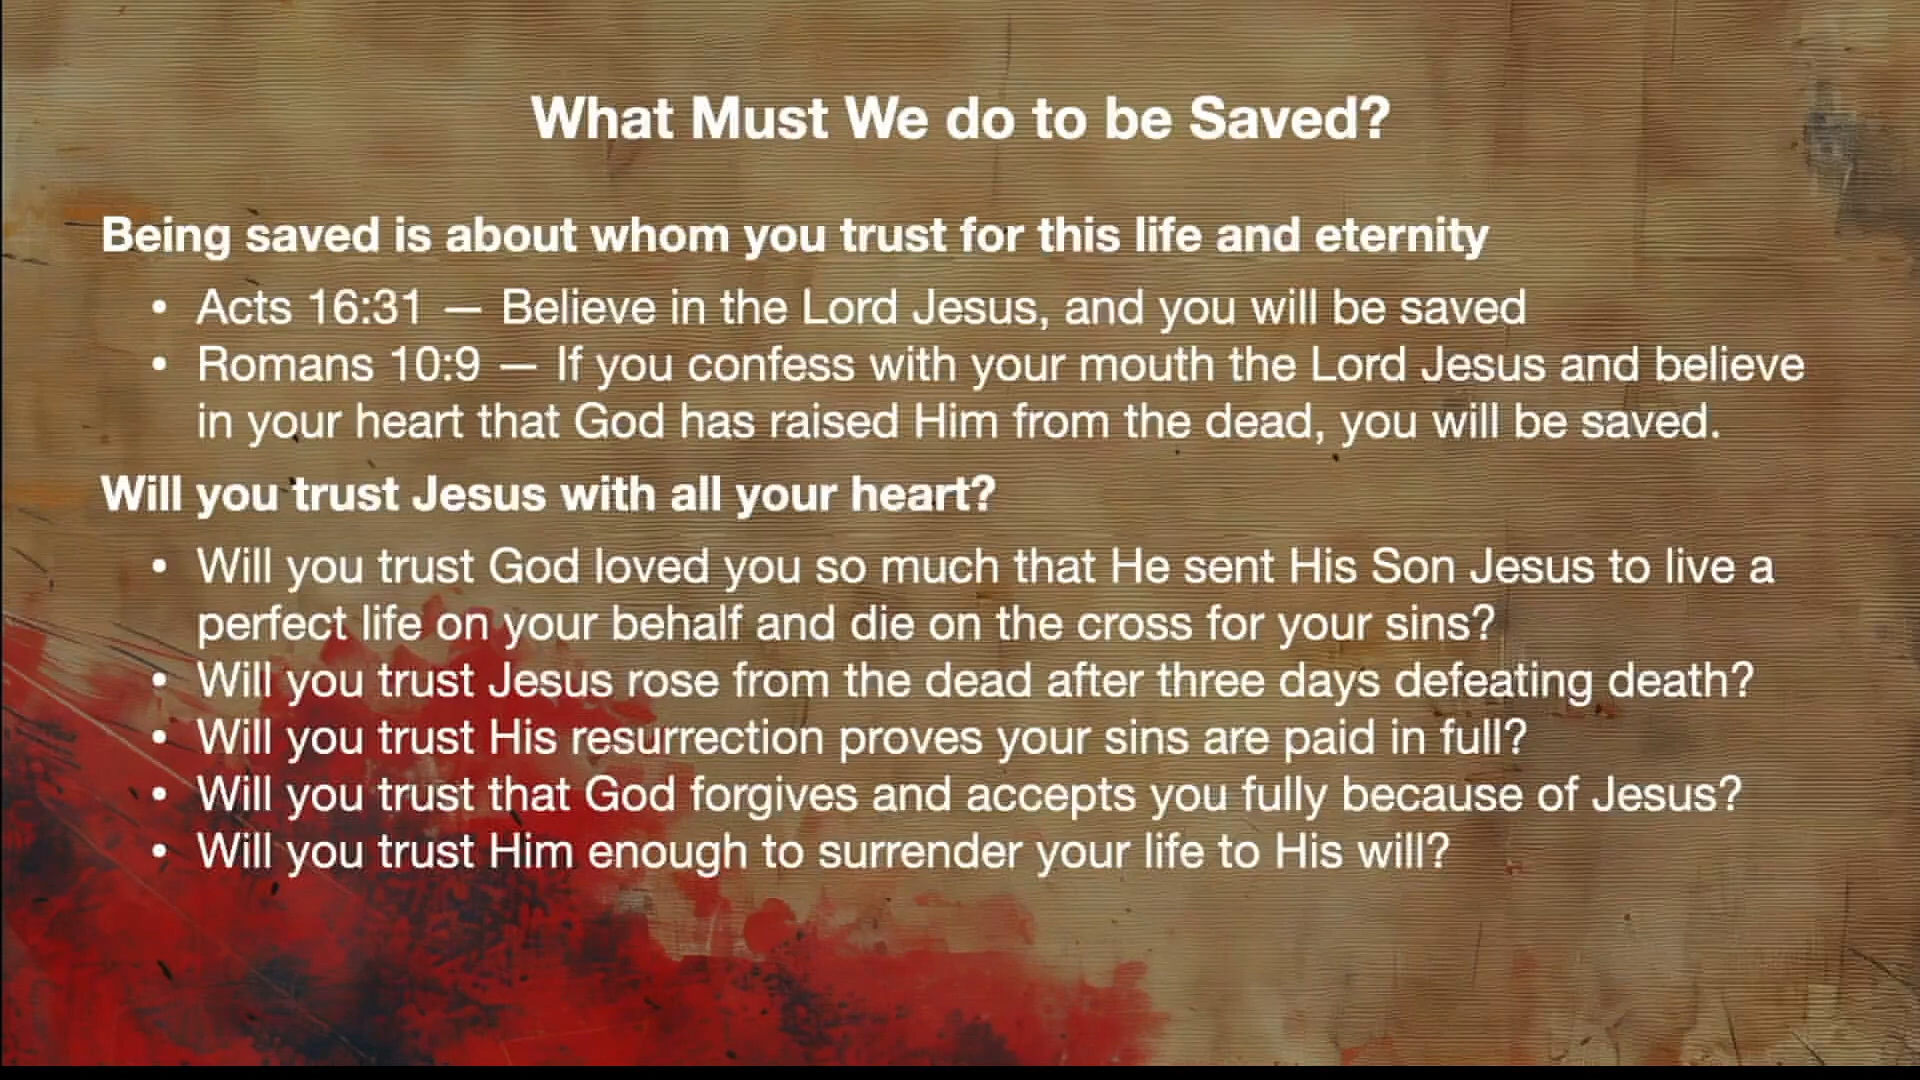 What Must We do to be Saved?
Being saved is about whom you trust for this life and eternity
• Acts 16:31 — Believe in the Lord Jesus, and you will be saved
• Romans 10:9 — If you confess with your mouth the Lord Jesus and believe
in your heart that God has raised Him from the dead, you will be saved.
Will you trust Jesus with all your heart?
• Will you trust God loved you so much that He sent His Son Jesus to live a
perfect life on your behalf and die on the cross for your sins?
• Will you trust Jesus rose from the dead after three days defeating death?
• Will you trust His resurrection proves your sins are paid in full?
• Will you trust that God forgives and accepts you fully because of Jesus?
• Will you trust Him enough to surrender your life to His will?